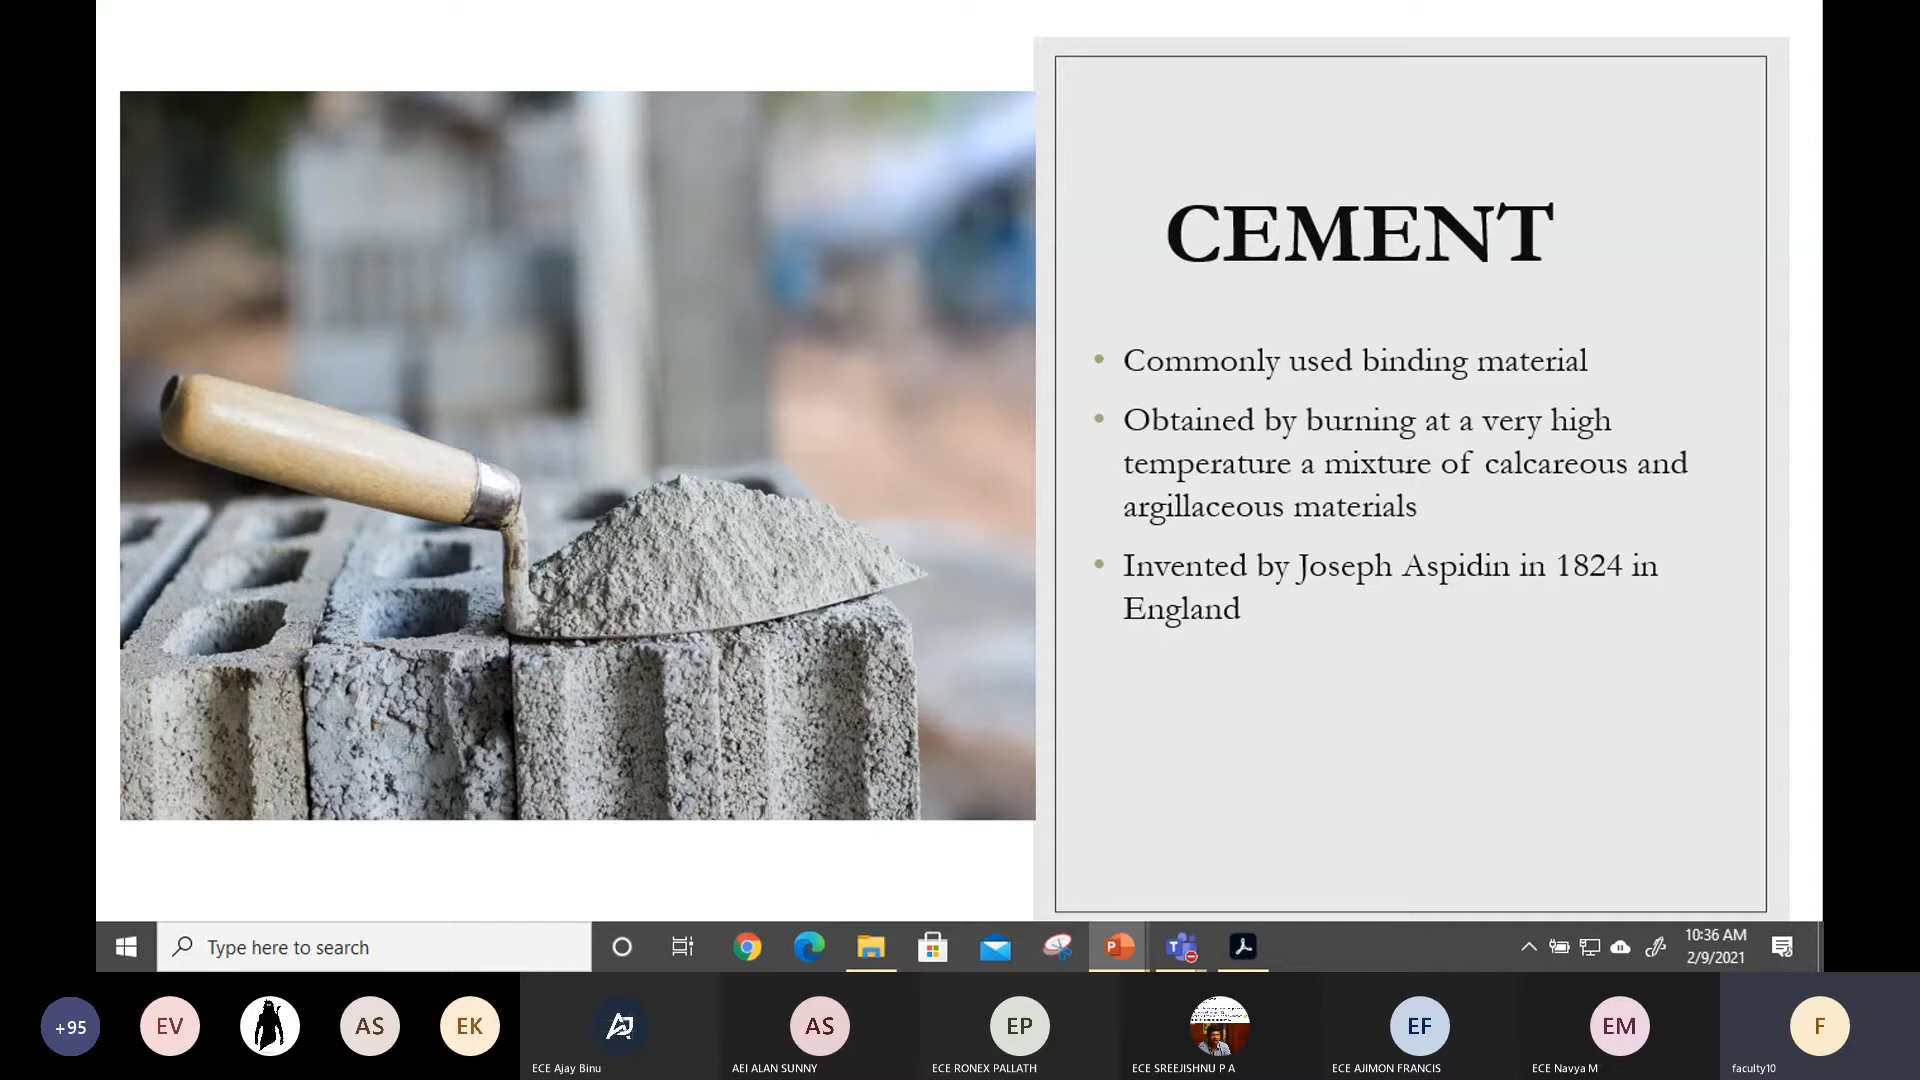 CEMENT
Commonly used binding material
Obtained by burning at a very high
temperature a mixture of calcareous and
argillaceous materials
Invented by Joseph Aspidin in 1824 in
England
Type here to search
10:36 AM
2/9/2021
+95
EV
AS
EK
AS
EP
EF
EM
F
ECE Ajay Binu
AEI ALAN SUNNY
ECE RONEX PALLATH
ECE SREEJISHNU P A
ECE AJIMON FRANCIS
ECE Navya M
faculty10